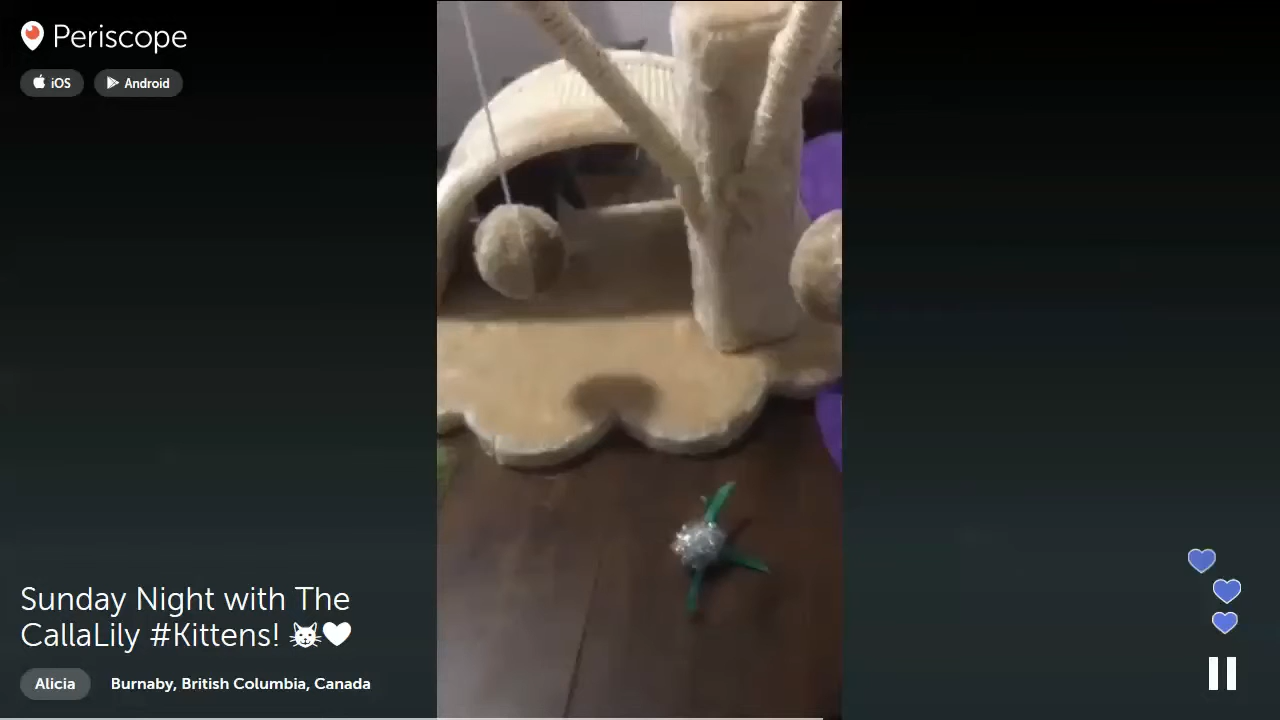 Periscope
iOS
Android
Sunday Night with The
CallaLily #Kittens! 🐱❤
Alicia
Burnaby, British Columbia, Canada